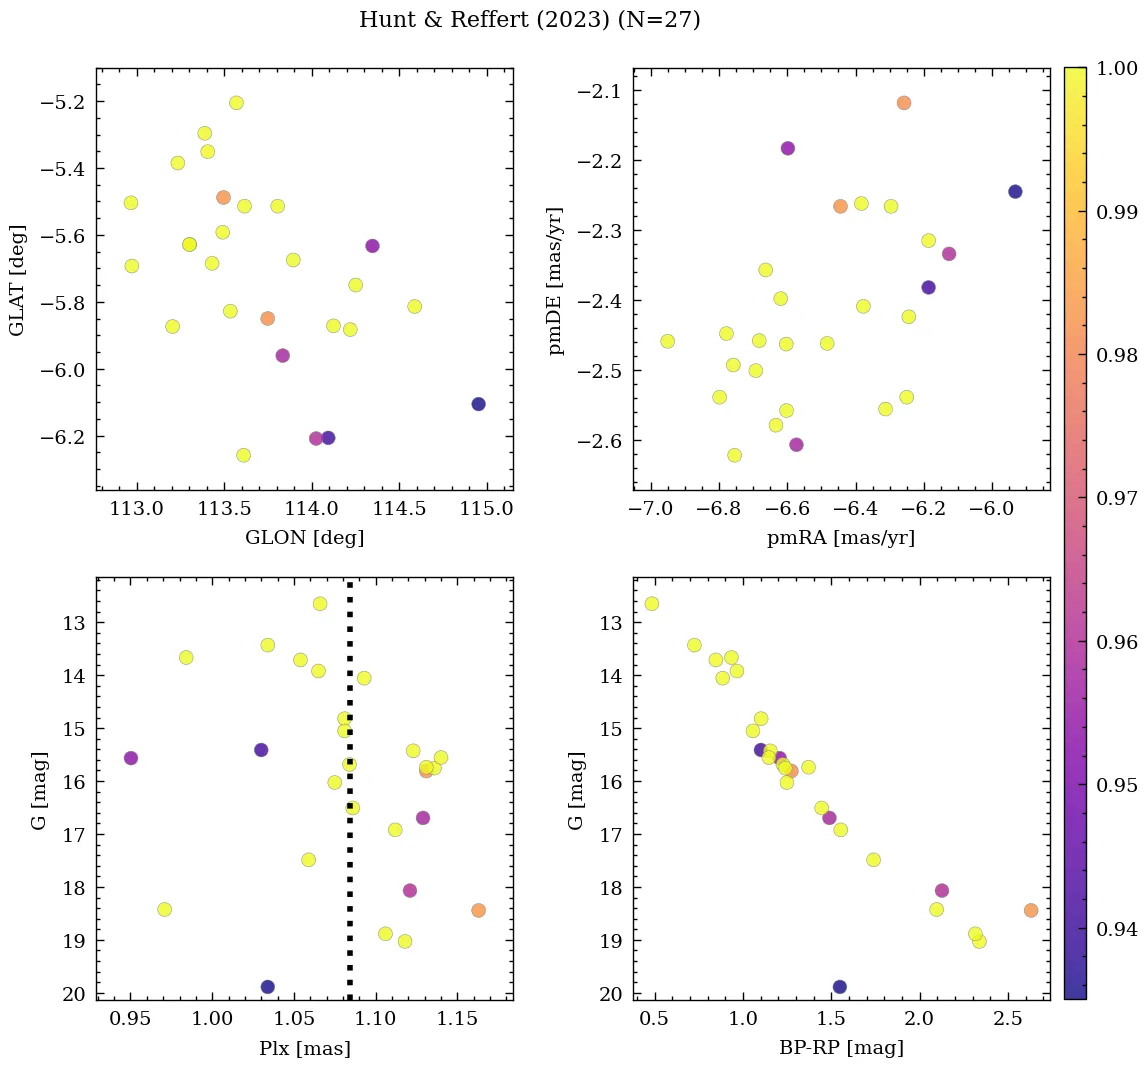 Hunt & Reffert (2023) (N=27)
−5.2
−5.4
−5.6
−5.8
−6.0
−6.2
GLAT [deg]
113.0 113.5 114.0 114.5 115.0
GLON [deg]
−2.1
−2.2
−2.3
−2.4
−2.5
−2.6
pmDE [mas/yr]
−7.0 −6.8 −6.6 −6.4 −6.2 −6.0
pmRA [mas/yr]
1.00
0.99
0.98
0.97
0.96
0.95
0.94
13
14
15
16
17
18
19
20
G [mag]
0.95 1.00 1.05 1.10 1.15
Plx [mas]
13
14
15
16
17
18
19
20
G [mag]
0.5 1.0 1.5 2.0 2.5
BP-RP [mag]